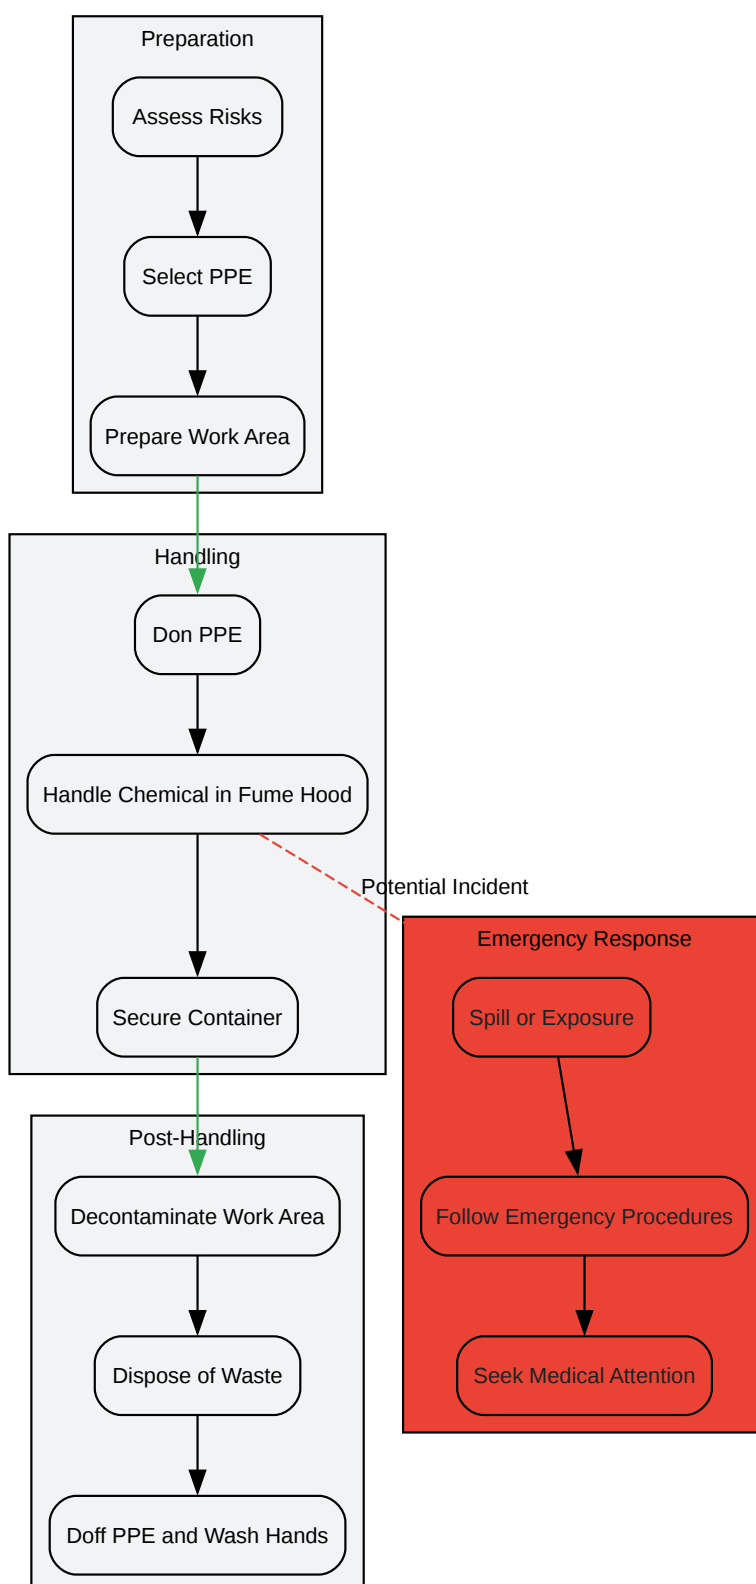 Preparation
Assess Risks
Select PPE
Prepare Work Area
Handling
Don PPE
Handle Chemical in Fume Hood
Potential Incident
Secure Container
Emergency Response
Spill or Exposure
Follow Emergency Procedures
Seek Medical Attention
Post-Handling
Decontaminate Work Area
Dispose of Waste
Doff PPE and Wash Hands